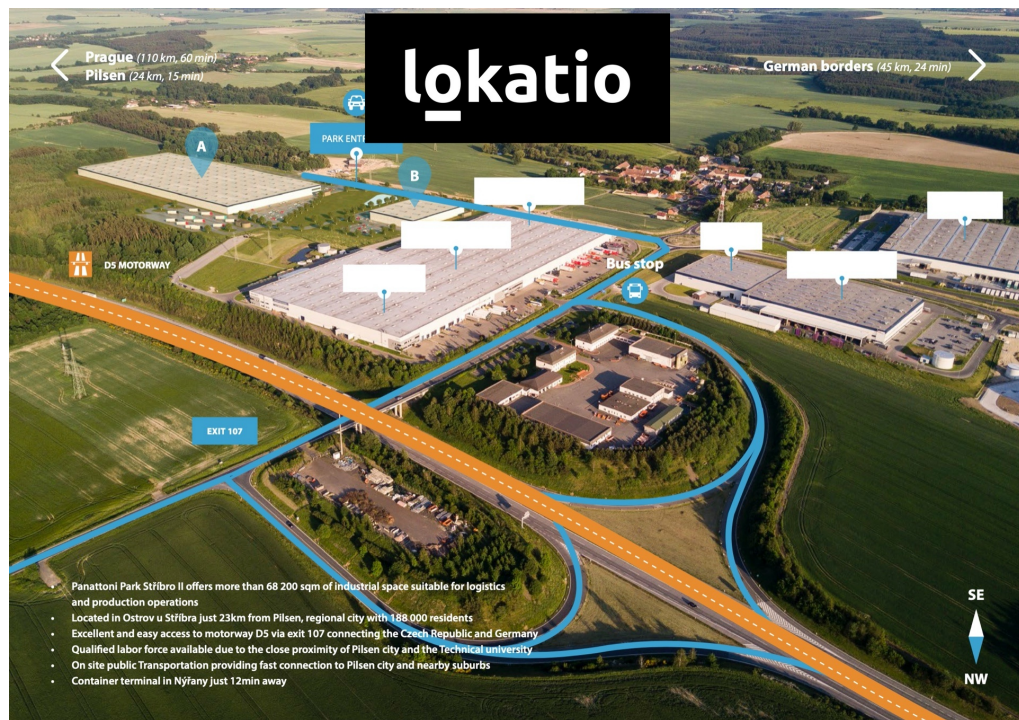 Prague (110 km, 60 min)
Pilsen (24 km, 15 min)
lokatio
German borders (45 km, 24 min)
PARK
A
B
D5 MOTORWAY
Bus stop
EXIT 107
Panattoni Park Stříbro II offers more than 68 200 sqm of industrial space suitable for logistics
and production operations
• Located in Ostrov u Stříbra just 23km from Pilsen, regional city with 188 000 residents
• Excellent and easy access to motorway D5 via exit 107 connecting the Czech Republic and Germany
• Qualified labor force available due to the close proximity of Pilsen city and the Technical university
• On site public Transportation providing fast connection to Pilsen city and nearby suburbs
• Container terminal in Nýřany just 12min away
SE
NW